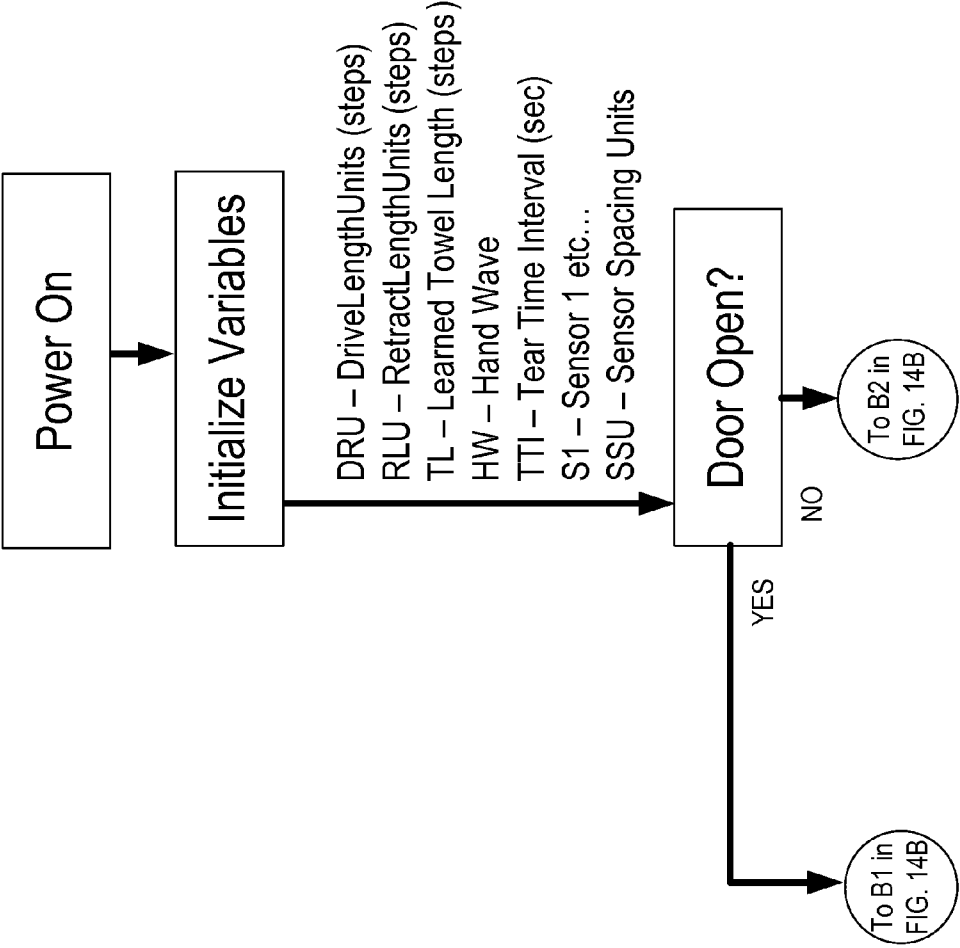 Power On
Initialize Variables
DRU – DriveLengthUnits (steps)
RLU – RetractLengthUnits (steps)
TL – Learned Towel Length (steps)
HW – Hand Wave
TTI – Tear Time Interval (sec)
S1 – Sensor 1 etc...
SSU – Sensor Spacing Units
Door Open?
YES
NO
To B1 in
FIG. 14B
To B2 in
FIG. 14B